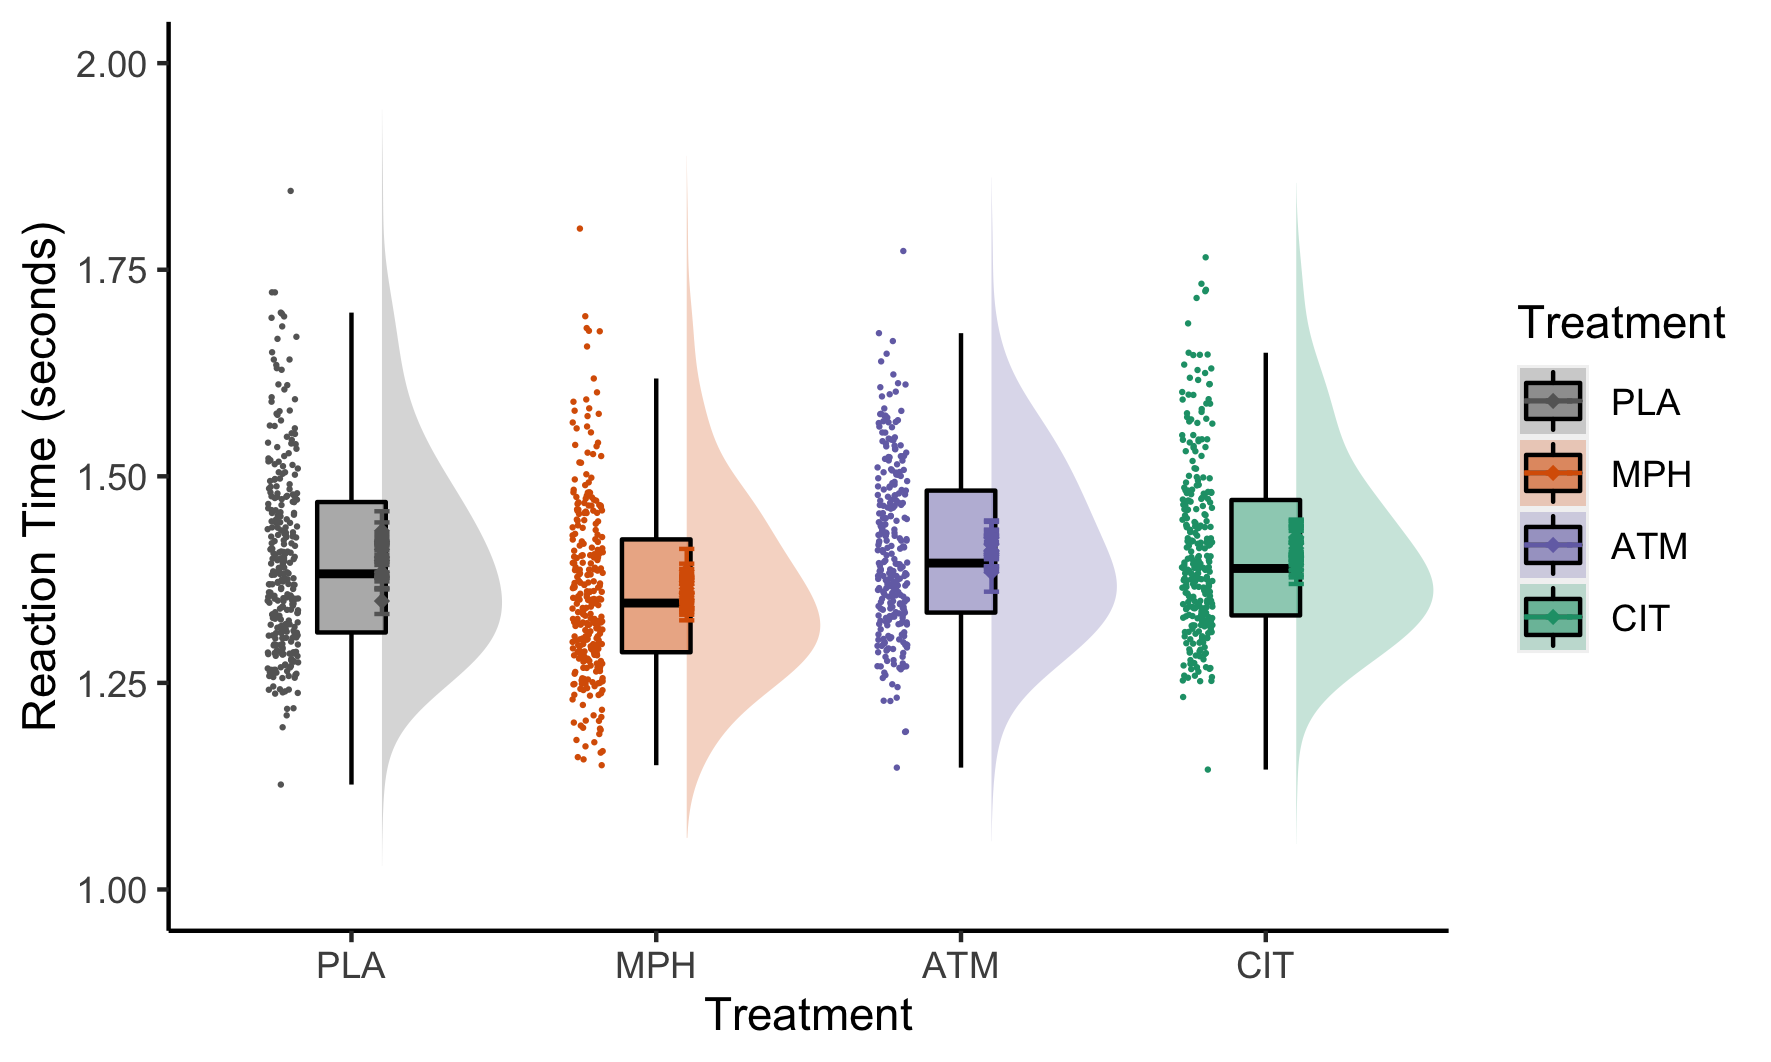 Reaction Time (seconds)
2.00
1.75
1.50
1.25
1.00
PLA
MPH
ATM
CIT
Treatment
Treatment
PLA
MPH
ATM
CIT